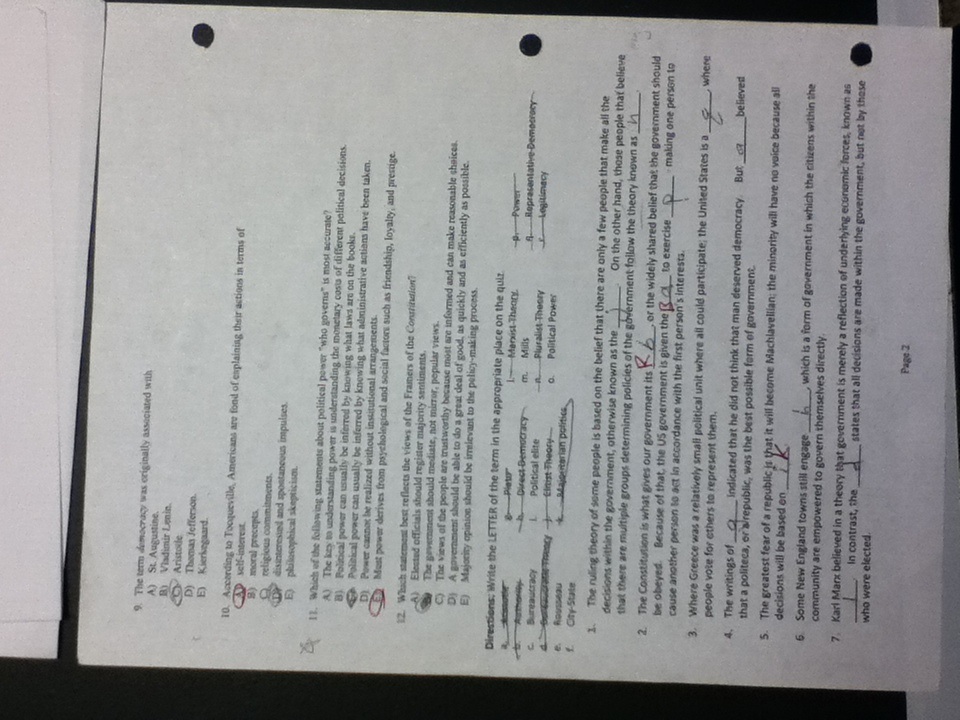 9. The term democracy was originally associated with
A) St. Augustine.
B) Vladimir Lenin.
C) Aristotle
D) Thomas Jefferson.
E) Kierkegaard.
10. According to Tocqueville, Americans are fond of explaining their actions in terms of
A) self-interest.
B) moral precepts.
C) religious commitments.
D) disinterested and spontaneous impulses.
E) philosophical skepticism.
11. Which of the following statements about political power "who governs" is most accurate?
A) The key to understanding power is understanding the monetary costs of different political decisions.
B) Political power can usually be inferred by knowing what laws are on the books.
C) Political power can usually be inferred by knowing what administrative actions have been taken.
D) Power cannot be realized without institutional arrangements.
E) Most power derives from psychological and social factors such as friendship, loyalty, and prestige.
12. Which statement best reflects the views of the Framers of the Constitution?
A) Elected officials should register majority sentiments.
The government should mediate, not mirror, popular views.
C) The views of the people are trustworthy because most are informed and can make reasonable choices.
D) A government should be able to do a great deal of good, as quickly and as efficiently as possible.
E) Majority opinion should be irrelevant to the policy-making process.
Directions: Write the LETTER of the term in the appropriate place on the quiz.
a. Aristotle g. Plato l. Marxist Theory p. Power
b. Authority h. Direct Democracy m. Mills q. Representative Democracy
c. Bureaucracy i. Political elite n. Pluralist Theory r. Legitimacy
d. Bureaucratic Theory j. Elitist Theory o. Political Power
e. Rousseau k. Majoritarian politics
f. City-State
1. The ruling theory of some people is based on the belief that there are only a few people that make all the
decisions within the government, otherwise known as the j. On the other hand, those people that believe
that there are multiple groups determining policies of the government follow the theory known as n.
2. The Constitution is what gives our government its R b, or the widely shared belief that the government should
be obeyed. Because of that, the US government is given the B to exercise p making one person to
cause another person to act in accordance with the first person's interests.
3. Where Greece was a relatively small political unit where all could participate; the United States is a , where
people vote for others to represent them.
4. The writings of indicated that he did not think that man deserved democracy. But a believed
that a politeca, or a republic, was the best possible form of government.
5. The greatest fear of a republic is that it will become Machiavellian; the minority will have no voice because all
decisions will be based on K.
6. Some New England towns still engage h, which is a form of government in which the citizens within the
community are empowered to govern themselves directly.
7. Karl Marx believed in a theory that government is merely a reflection of underlying economic forces, known as
l. In contrast, the d states that all decisions are made within the government, but not by those
who were elected.
Page 2